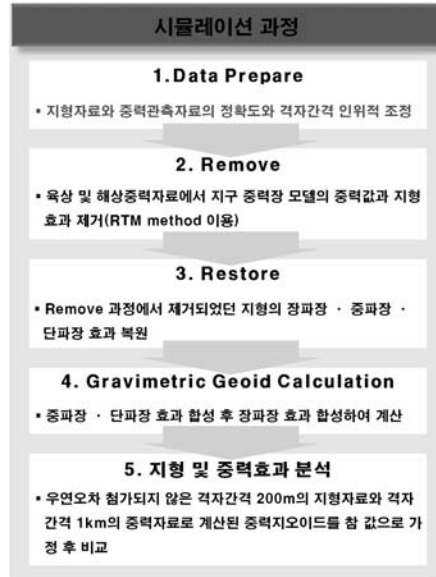 시뮬레이션 과정
1.Data Prepare
▪ 지형자료와 중력관측자료의 정확도와 격자간격 인위적 조정
2. Remove
▪ 육상 및 해상중력자료에서 지구 중력장 모델의 중력값과 지형
효과 제거(RTM method 이용)
3. Restore
▪ Remove 과정에서 제거되었던 지형의 장파장 · 중파장 ·
단파장 효과 복원
4. Gravimetric Geoid Calculation
▪ 중파장 · 단파장 효과 합성 후 장파장 효과 합성하여 계산
5. 지형 및 중력효과 분석
▪ 우연오차 첨가되지 않은 격자간격 200m의 지형자료와 격자
간격 1km의 중력자료로 계산된 중력지오이드를 참 값으로 가
정 후 비교